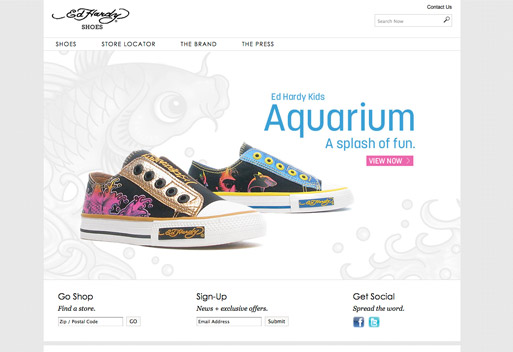 Ed Hardy
SHOES
Contact Us
Search Now
SHOES
STORE LOCATOR
THE BRAND
THE PRESS
Ed Hardy Kids
Aquarium
A splash of fun.
VIEW NOW
Ed Hardy
Ed Hardy
Go Shop
Find a store.
Zip / Postal Code
GO
Sign-Up
News + exclusive offers.
Email Address
Submit
Get Social
Spread the word.